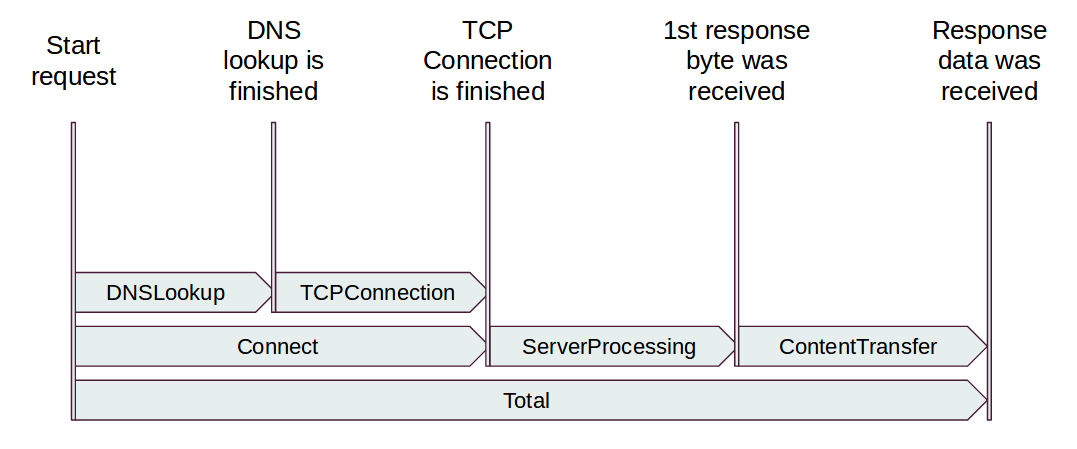 Start
request
DNS
lookup is
finished
TCP
Connection
is finished
1st response
byte was
received
Response
data was
received
DNSLookup
TCPConnection
Connect
ServerProcessing
ContentTransfer
Total